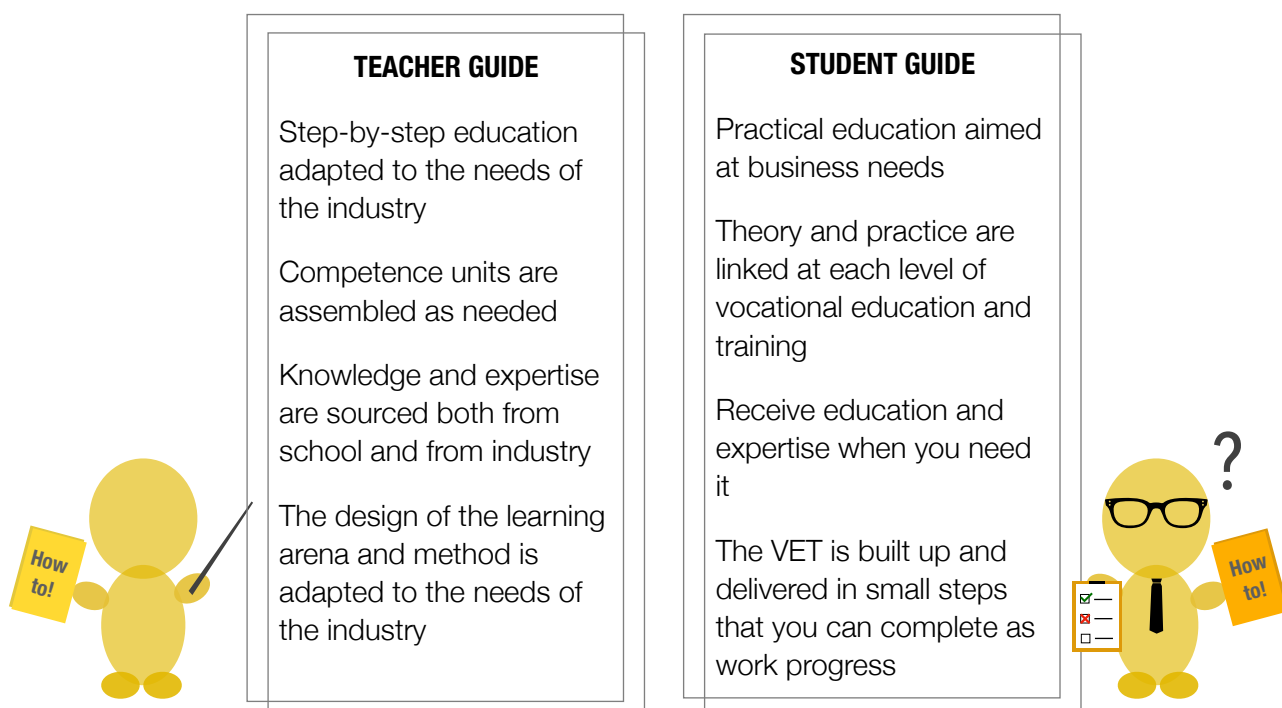 TEACHER GUIDE
Step-by-step education
adapted to the needs of
the industry
Competence units are
assembled as needed
Knowledge and expertise
are sourced both from
school and from industry
The design of the learning
arena and method is
adapted to the needs of
the industry
How
to!
STUDENT GUIDE
Practical education aimed
at business needs
Theory and practice are
linked at each level of
vocational education and
training
Receive education and
expertise when you need
it
The VET is built up and
delivered in small steps
that you can complete as
work progress
?
How
to!